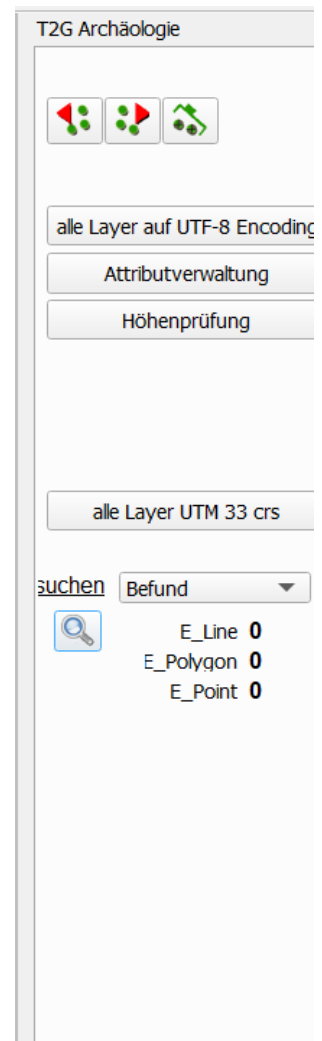 T2G Archäologie
alle Layer auf UTF-8 Encoding
Attributverwaltung
Höhenprüfung
alle Layer UTM 33 crs
suchen Befund
E_Line 0
E_Polygon 0
E_Point 0